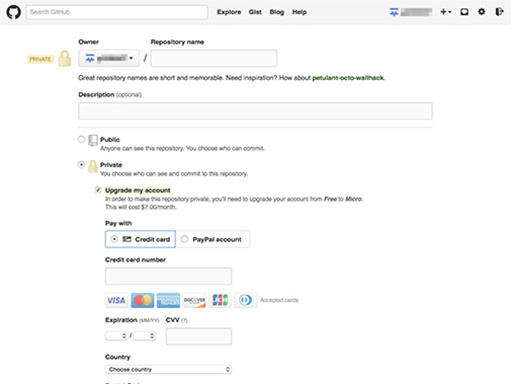 Search GitHub
Explore Gist Blog Help
Owner
Repository name
PRIVATE
/
Great repository names are short and memorable. Need inspiration? How about petulant-octo-wallhack.
Description (optional)
Public
Anyone can see this repository. You choose who can commit.
Private
You choose who can see and commit to this repository.
Upgrade my account
In order to make this repository private, you'll need to upgrade your account from Free to Micro.
This will cost $7.00/month.
Pay with
Credit card
PayPal account
Credit card number
VISA
DISCOVER
JCB
Accepted cards
Expiration (MM/YY) CVV (?)
/
Country
Choose country